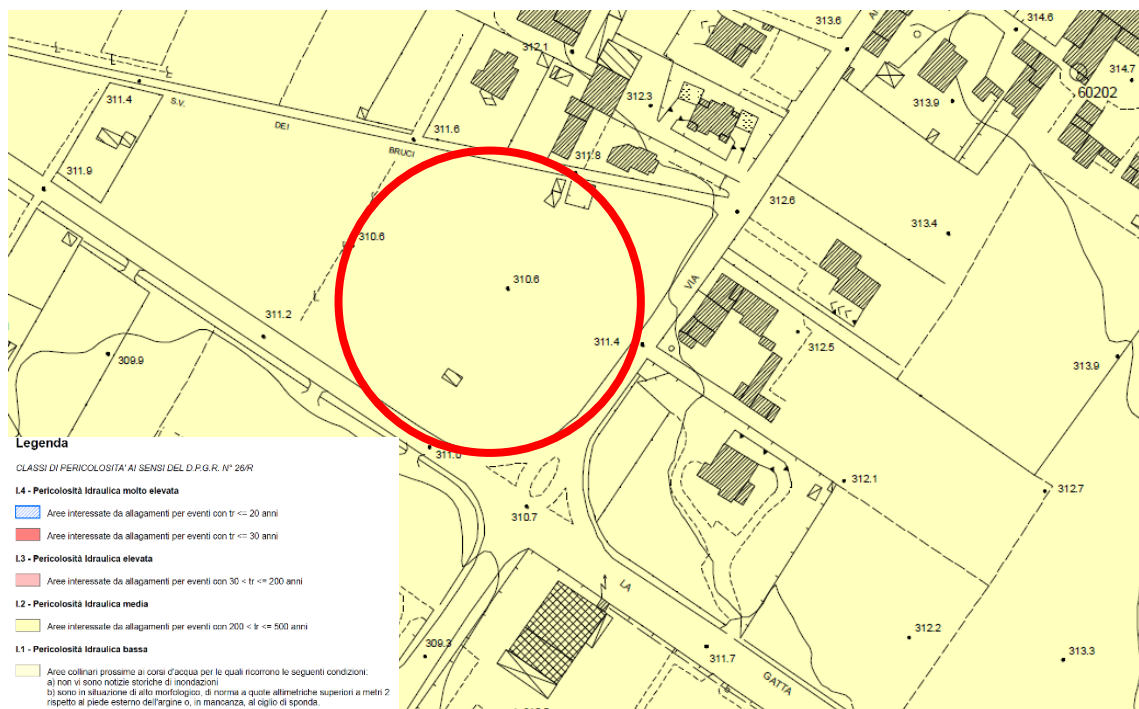 313.6
314.6
312.1
314.7
60202
311.4
S.V.
312.3
313.9
DEI
311.6
BRUCI
311.8
311.9
312.6
313.4
310.6
310.6
VIA
311.2
311.4
312.5
309.9
313.9
311.0
312.1
312.7
310.7
LA
312.2
309.3
311.7
313.3
GATTA
Legenda
CLASSI DI PERICOLOSITA' AI SENSI DEL D.P.G.R. N° 26/R
I.4 - Pericolosità Idraulica molto elevata
Aree interessate da allagamenti per eventi con tr <= 20 anni
Aree interessate da allagamenti per eventi con tr <= 30 anni
I.3 - Pericolosità Idraulica elevata
Aree interessate da allagamenti per eventi con 30 < tr <= 200 anni
I.2 - Pericolosità Idraulica media
Aree interessate da allagamenti per eventi con 200 < tr <= 500 anni
I.1 - Pericolosità Idraulica bassa
Aree collinari prossime ai corsi d'acqua per le quali ricorrono le seguenti condizioni:
a) non vi sono notizie storiche di inondazioni
b) sono in situazione di alto morfologico, di norma a quote altimetriche superiori a metri 2
rispetto al piede esterno dell'argine o, in mancanza, al ciglio di sponda.